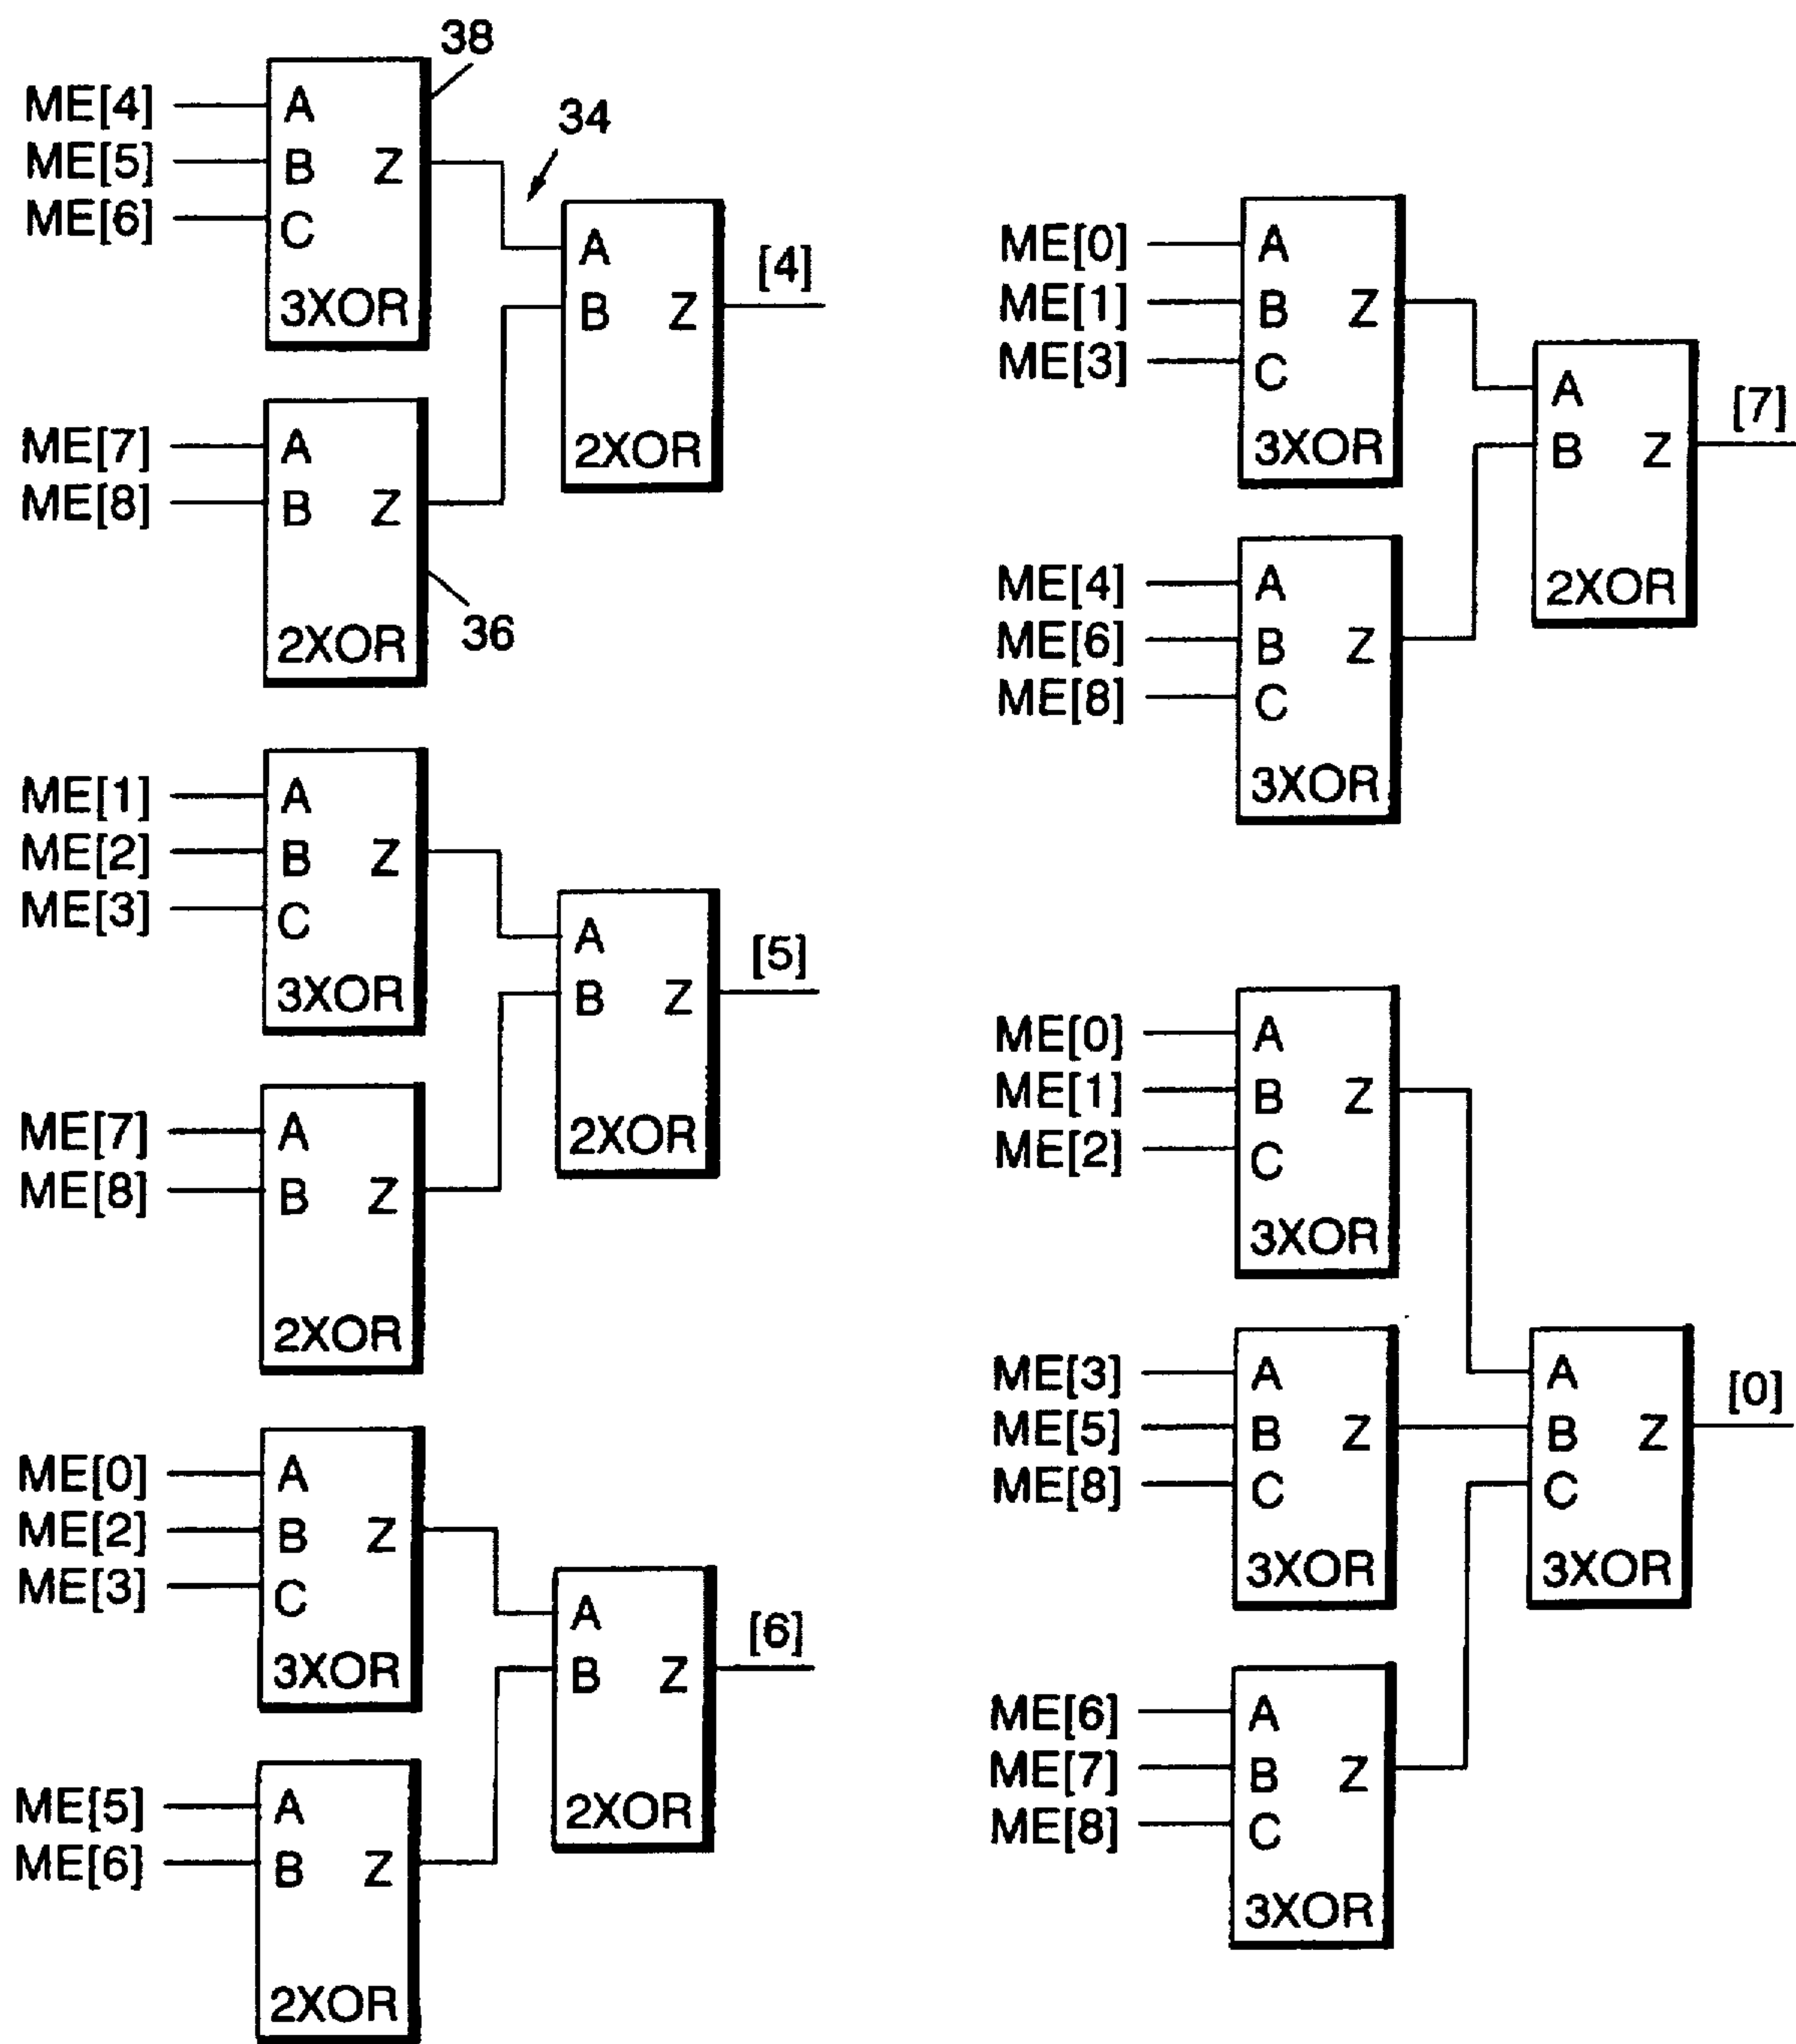 38
ME[4] A
ME[5] B Z
ME[6] C
3XOR
34
ME[7] A
ME[8] B Z
2XOR
36
A
B Z
2XOR
[4]
ME[1] A
ME[2] B Z
ME[3] C
3XOR
ME[7] A
ME[8] B Z
2XOR
A
B Z
2XOR
[5]
ME[0] A
ME[2] B Z
ME[3] C
3XOR
ME[5] A
ME[6] B Z
2XOR
A
B Z
2XOR
[6]
ME[0] A
ME[1] B Z
ME[3] C
3XOR
ME[4] A
ME[6] B Z
ME[8] C
3XOR
A
B Z
2XOR
[7]
ME[0] A
ME[1] B Z
ME[2] C
3XOR
ME[3] A
ME[5] B Z
ME[8] C
3XOR
ME[6] A
ME[7] B Z
ME[8] C
3XOR
A
B Z
C
3XOR
[0]